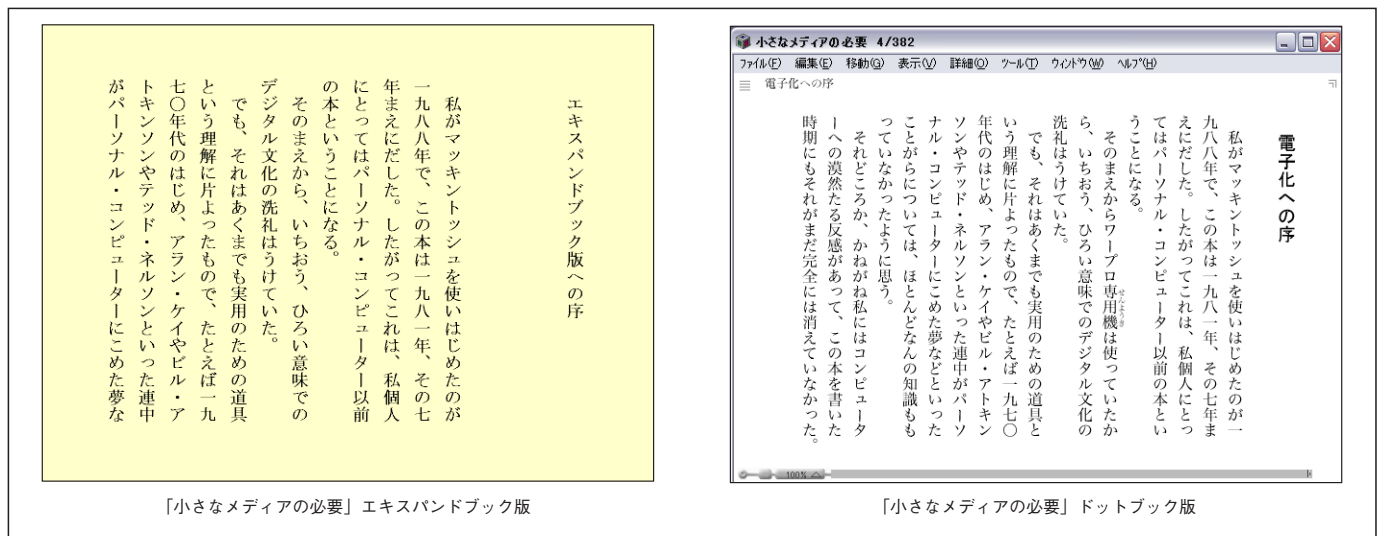 エキスパンドブック版への序
私がマッキントッシュを使いはじめたのが
一九八八年で、この本は一九八一年、その七
年まえにだした。したがってこれは、私個人
にとってはパーソナル・コンピューター以前
の本ということになる。
そのまえから、いちおう、ひろい意味での
デジタル文化の洗礼はうけていた。
でも、それはあくまでも実用のための道具
という理解に片よったもので、たとえば一九
七〇年代のはじめ、アラン・ケイやビル・ア
トキンソンやテッド・ネルソンといった連中
がパーソナル・コンピューターにこめた夢な
「小さなメディアの必要」エキスパンドブック版
小さなメディアの必要 4/382
ファイル(F) 編集(E) 移動(G) 表示(V) 詳細(O) ツール(T) ウィンドウ(W) ヘルプ(H)
電子化への序
電子化への序
私がマッキントッシュを使いはじめたのが一
九八八年で、この本は一九八一年、その七年ま
えにだした。したがってこれは、私個人にとっ
てはパーソナル・コンピューター以前の本とい
うことになる。
そのまえからワープロ専用機は使っていたか
せんようき
ら、いちおう、ひろい意味でのデジタル文化の
洗礼はうけていた。
でも、それはあくまでも実用のための道具と
いう理解に片よったもので、たとえば一九七〇
年代のはじめ、アラン・ケイやビル・アトキン
ソンやテッド・ネルソンといった連中がパーソ
ナル・コンピューターにこめた夢などといった
ことがらについては、ほとんどなんの知識もも
っていなかったように思う。
それどころか、かねがね私にはコンピュータ
ーへの漠然たる反感があって、この本を書いた
時期にもそれがまだ完全には消えていなかった。
100%
「小さなメディアの必要」ドットブック版